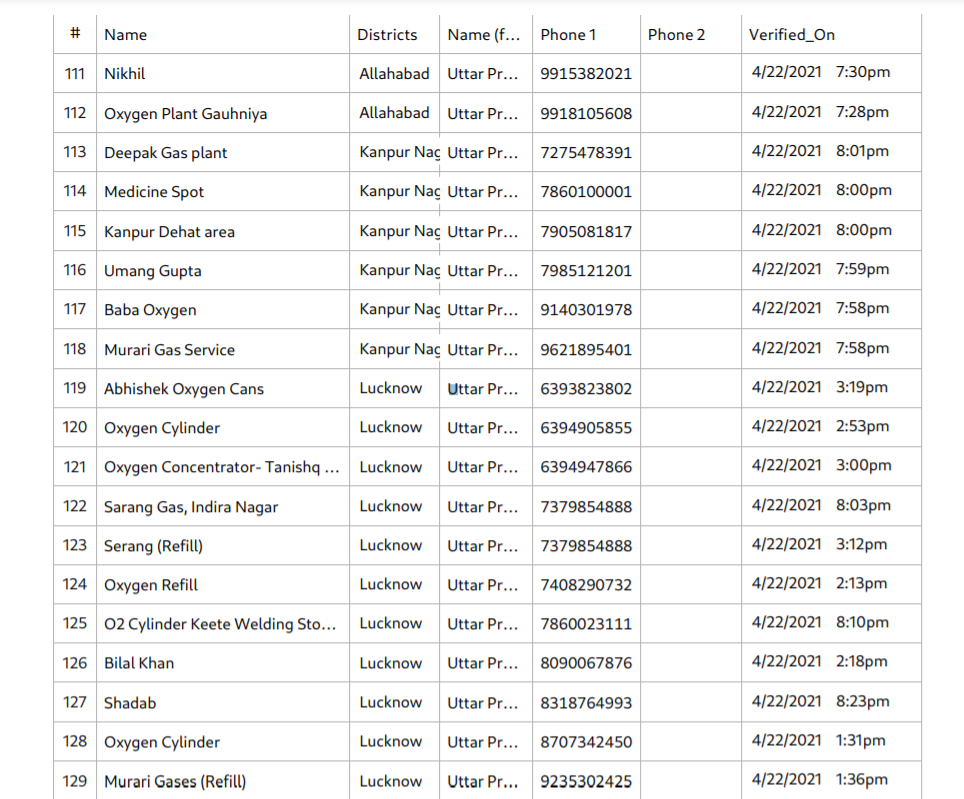 # Name Districts Name (f... Phone 1 Phone 2 Verified_On
111 Nikhil Allahabad Uttar Pr... 9915382021 4/22/2021 7:30pm
112 Oxygen Plant Gauhniya Allahabad Uttar Pr... 9918105608 4/22/2021 7:28pm
113 Deepak Gas plant Kanpur Nag Uttar Pr... 7275478391 4/22/2021 8:01pm
114 Medicine Spot Kanpur Nag Uttar Pr... 7860100001 4/22/2021 8:00pm
115 Kanpur Dehat area Kanpur Nag Uttar Pr... 7905081817 4/22/2021 8:00pm
116 Umang Gupta Kanpur Nag Uttar Pr... 7985121201 4/22/2021 7:59pm
117 Baba Oxygen Kanpur Nag Uttar Pr... 9140301978 4/22/2021 7:58pm
118 Murari Gas Service Kanpur Nag Uttar Pr... 9621895401 4/22/2021 7:58pm
119 Abhishek Oxygen Cans Lucknow Uttar Pr... 6393823802 4/22/2021 3:19pm
120 Oxygen Cylinder Lucknow Uttar Pr... 6394905855 4/22/2021 2:53pm
121 Oxygen Concentrator- Tanishq ... Lucknow Uttar Pr... 6394947866 4/22/2021 3:00pm
122 Sarang Gas, Indira Nagar Lucknow Uttar Pr... 7379854888 4/22/2021 8:03pm
123 Serang (Refill) Lucknow Uttar Pr... 7379854888 4/22/2021 3:12pm
124 Oxygen Refill Lucknow Uttar Pr... 7408290732 4/22/2021 2:13pm
125 O2 Cylinder Keete Welding Sto... Lucknow Uttar Pr... 7860023111 4/22/2021 8:10pm
126 Bilal Khan Lucknow Uttar Pr... 8090067876 4/22/2021 2:18pm
127 Shadab Lucknow Uttar Pr... 8318764993 4/22/2021 8:23pm
128 Oxygen Cylinder Lucknow Uttar Pr... 8707342450 4/22/2021 1:31pm
129 Murari Gases (Refill) Lucknow Uttar Pr... 9235302425 4/22/2021 1:36pm